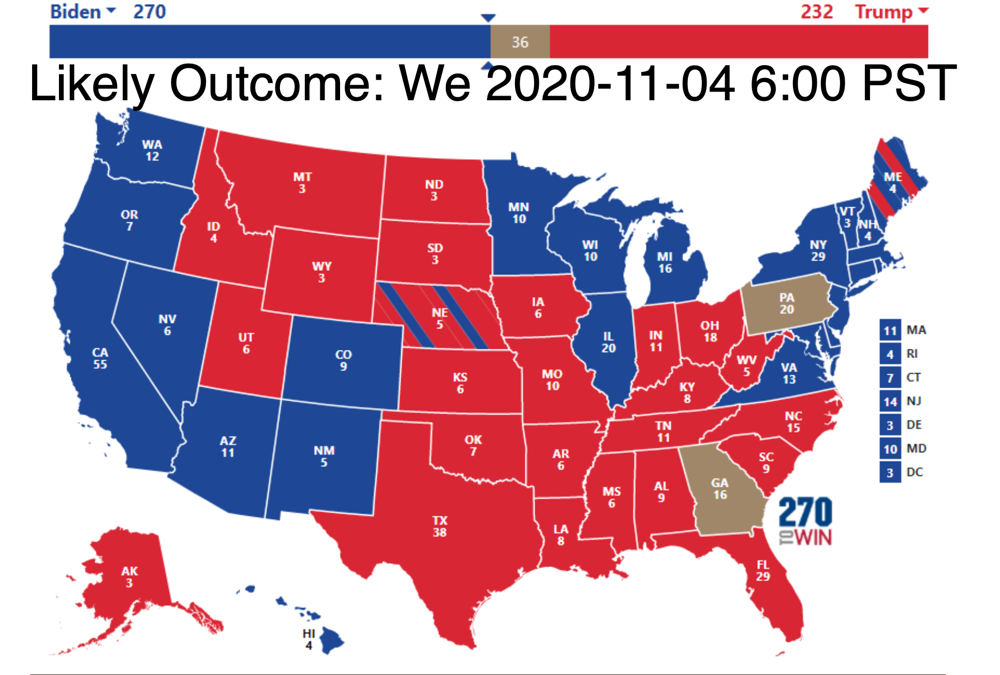 Biden 270
232 Trump
36
Likely Outcome: We 2020-11-04 6:00 PST
WA
12
MT
3
ND
3
ME
4
OR
7
ID
4
MN
10
VT
3
NH
4
WY
3
SD
3
WI
10
MI
16
NY
29
NV
6
UT
6
NE
5
IA
6
PA
20
CA
55
CO
9
IL
20
IN
11
OH
18
WV
5
VA
13
KS
6
MO
10
KY
8
11 MA
4 RI
7 CT
14 NJ
3 DE
10 MD
3 DC
AZ
11
NM
5
OK
7
AR
6
TN
11
NC
15
SC
9
MS
6
AL
9
GA
16
TX
38
LA
8
270
TO WIN
FL
29
AK
3
HI
4